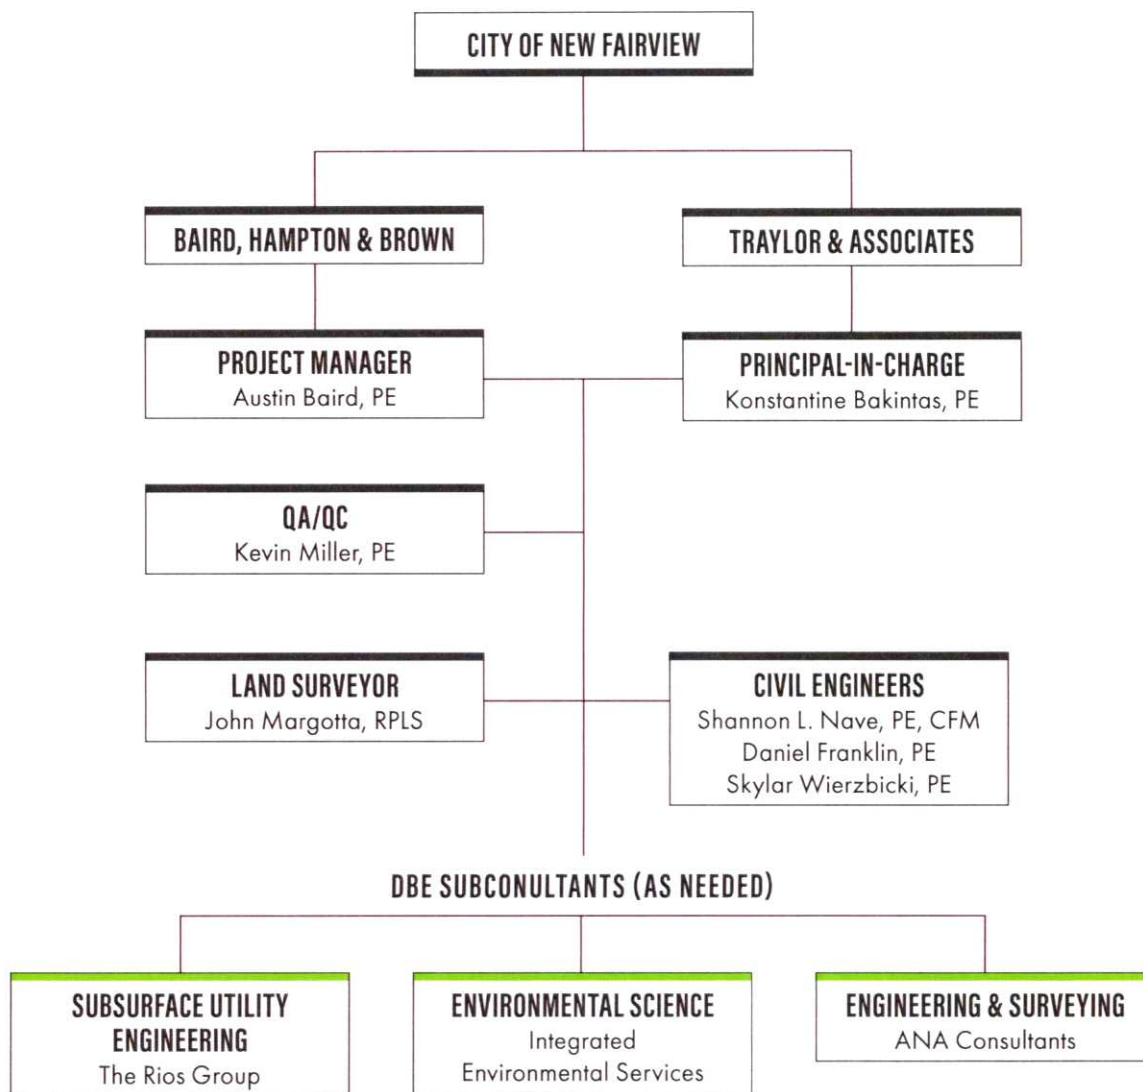 CITY OF NEW FAIRVIEW
BAIRD, HAMPTON & BROWN
TRAYLOR & ASSOCIATES
PROJECT MANAGER
Austin Baird, PE
PRINCIPAL-IN-CHARGE
Konstantine Bakintas, PE
QA/QC
Kevin Miller, PE
LAND SURVEYOR
John Margotta, RPLS
CIVIL ENGINEERS
Shannon L. Nave, PE, CFM
Daniel Franklin, PE
Skylar Wierzbicki, PE
DBE SUBCONULTANTS (AS NEEDED)
SUBSURFACE UTILITY
ENGINEERING
The Rios Group
ENVIRONMENTAL SCIENCE
Integrated
Environmental Services
ENGINEERING & SURVEYING
ANA Consultants